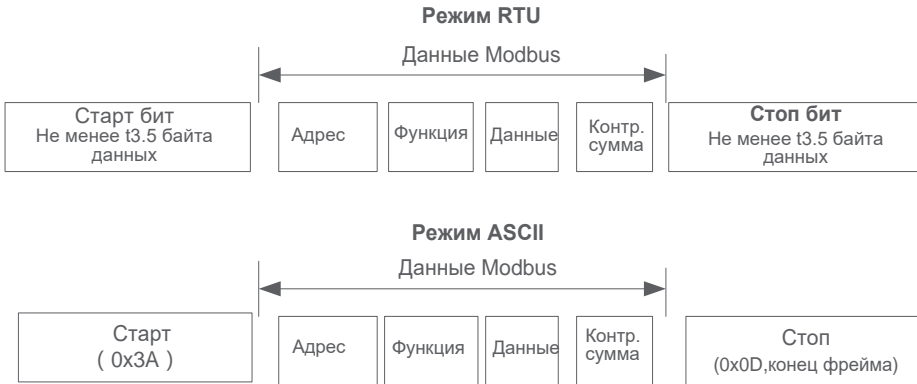 Режим RTU
Данные Modbus
Старт бит
Не менее t3.5 байта
данных
Адрес
Функция
Данные
Контр.
сумма
Стоп бит
Не менее t3.5 байта
данных
Режим ASCII
Данные Modbus
Старт
( 0x3A )
Адрес
Функция
Данные
Контр.
сумма
Стоп
(0x0D,конец фрейма)